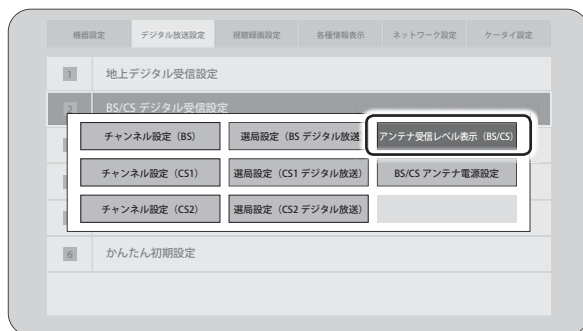 機器設定 デジタル放送設定 視聴録画設定 各種情報表示 ネットワーク設定 ケータイ設定
1 地上デジタル受信設定
2 BS/CS デジタル受信設定
チャンネル設定（BS） 選局設定（BS デジタル放送 アンテナ受信レベル表示（BS/CS）
チャンネル設定（CS1） 選局設定（CS1 デジタル放送） BS/CS アンテナ電源設定
チャンネル設定（CS2） 選局設定（CS2 デジタル放送）
6 かんたん初期設定